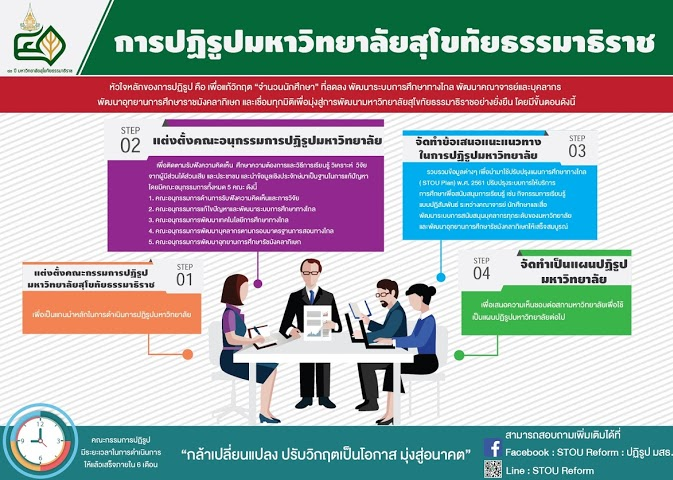 การปฏิรูปมหาวิทยาลัยสุโขทัยธรรมาธิราช
๔๐ ปี มหาวิทยาลัยสุโขทัยธรรมาธิราช
หัวใจหลักของการปฏิรูป คือ เพื่อแก้วิกฤต “จำนวนนักศึกษา” ที่ลดลง พัฒนาระบบการศึกษาทางไกล พัฒนาคณาจารย์และบุคลากร
พัฒนาอุทยานการศึกษารัชมังคลาภิเษก และเชื่อมทุกมิติเพื่อมุ่งสู่การพัฒนามหาวิทยาลัยสุโขทัยธรรมาธิราชอย่างยั่งยืน โดยมีขั้นตอนดังนี้
STEP
01
แต่งตั้งคณะกรรมการปฏิรูป
มหาวิทยาลัยสุโขทัยธรรมาธิราช
เพื่อเป็นแกนนำหลักในการดำเนินการปฏิรูปมหาวิทยาลัย
STEP
02
แต่งตั้งคณะอนุกรรมการปฏิรูปมหาวิทยาลัย
เพื่อติดตามรับฟังความคิดเห็น ศึกษาความต้องการและวิธีการเรียนรู้ วิเคราะห์ วิจัย
จากผู้มีส่วนได้ส่วนเสีย และประชาชน และนำข้อมูลเชิงประจักษ์มาเป็นฐานในการแก้ปัญหา
โดยมีคณะอนุกรรมการทั้งหมด 5 คณะ ดังนี้
1. คณะอนุกรรมการด้านการรับฟังความคิดเห็นและการวิจัย
2. คณะอนุกรรมการแก้ไขปัญหาและพัฒนาระบบการศึกษาทางไกล
3. คณะอนุกรรมการพัฒนาเทคโนโลยีการศึกษาทางไกล
4. คณะอนุกรรมการพัฒนาบุคลากรตามกรอบมาตรฐานการสอนทางไกล
5. คณะอนุกรรมการพัฒนาอุทยานการศึกษารัชมังคลาภิเษก
STEP
03
จัดทำข้อเสนอแนะแนวทาง
ในการปฏิรูปมหาวิทยาลัย
รวบรวมข้อมูลต่างๆ เพื่อนำมาใช้ปรับปรุงแผนการศึกษาทางไกล
( STOU Plan) พ.ศ. 2561 ปรับปรุงระบบการให้บริการ
การศึกษาเพื่อสนับสนุนการเรียนรู้ เช่น กิจกรรมการเรียนรู้
แบบปฏิสัมพันธ์ ระหว่างคณาจารย์ นักศึกษาและสื่อ
พัฒนาระบบการสนับสนุนบุคลากรทุกระดับของมหาวิทยาลัย
และพัฒนาอุทยานการศึกษารัชมังคลาภิเษกให้เสร็จสมบูรณ์
STEP
04
จัดทำเป็นแผนปฏิรูป
มหาวิทยาลัย
เพื่อเสนอความเห็นชอบต่อสภามหาวิทยาลัยเพื่อใช้
เป็นแผนปฏิรูปมหาวิทยาลัยต่อไป
12
3
6
9
คณะกรรมการปฏิรูป
มีระยะเวลาในการดำเนินการ
ให้แล้วเสร็จภายใน 6 เดือน
“กล้าเปลี่ยนแปลง ปรับวิกฤตเป็นโอกาส มุ่งสู่อนาคต”
สามารถสอบถามเพิ่มเติมได้ที่
Facebook : STOU Reform : ปฏิรูป มสธ.
Line : STOU Reform